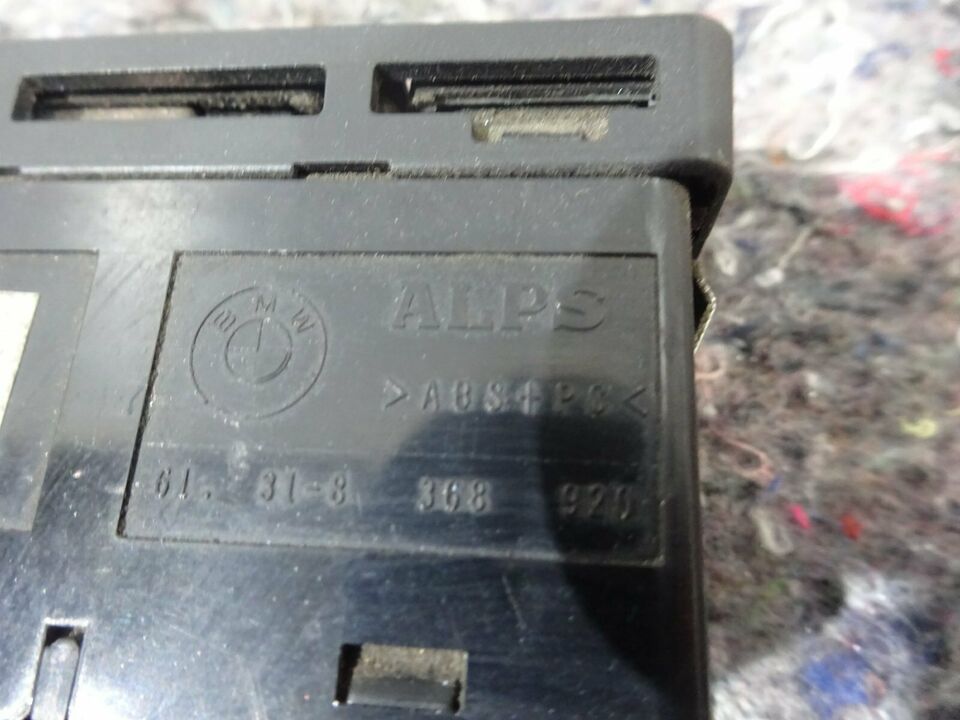 BMW
ALPS
>ABS+PC<
61. 31-8 368 920